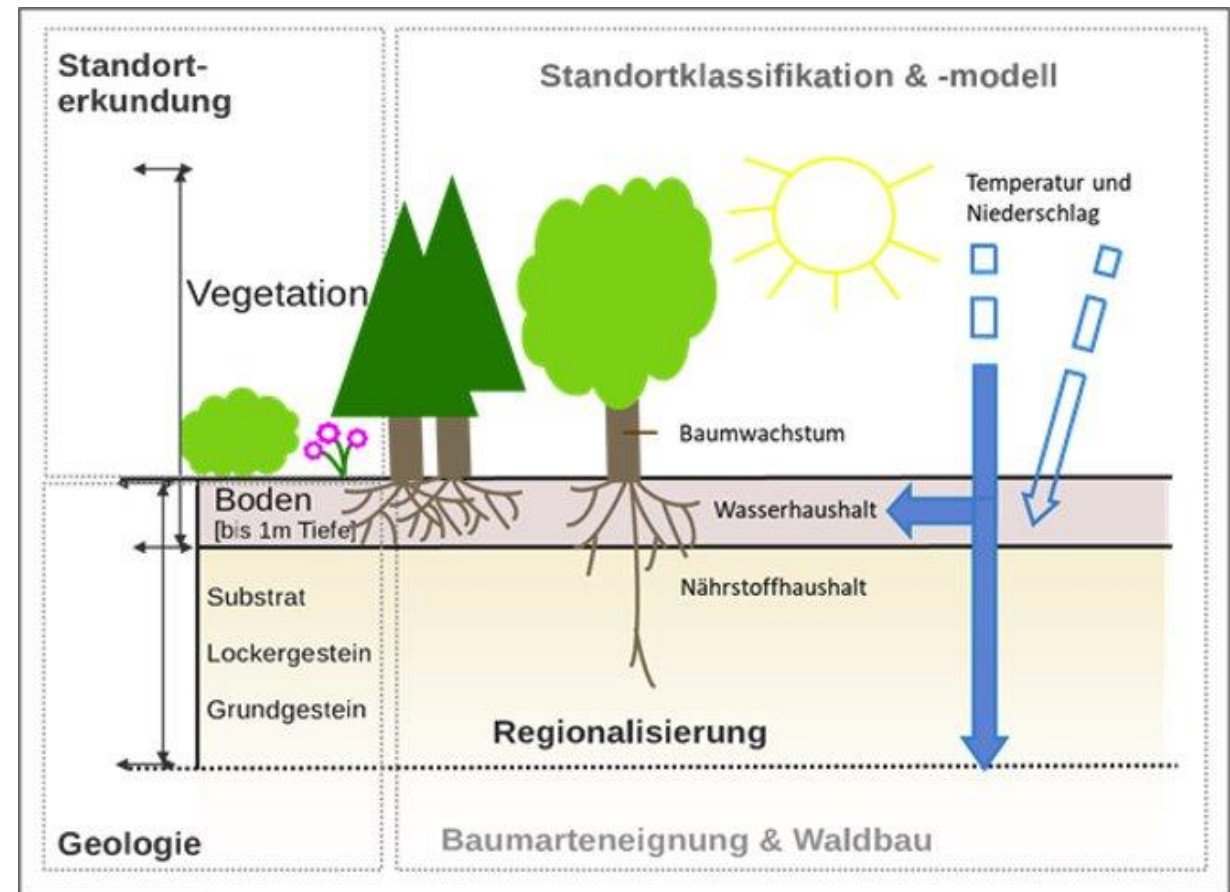 Standort-
erkundung
Standortklassifikation & -modell
Temperatur und
Niederschlag
Vegetation
Baumwachstum
Boden
[bis 1m Tiefe]
Wasserhaushalt
Nährstoffhaushalt
Substrat
Lockergestein
Grundgestein
Regionalisierung
Geologie
Baumarteneignung & Waldbau